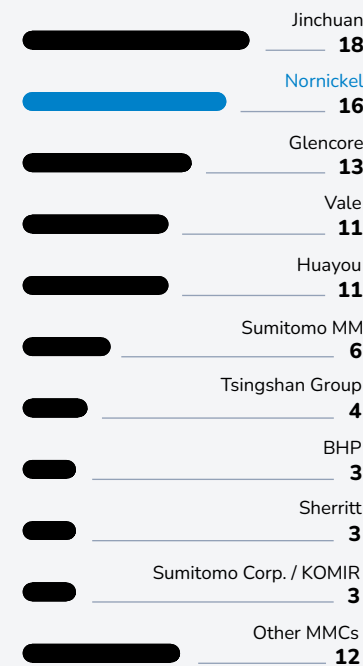 Jinchuan
18
Nornickel
16
Glencore
13
Vale
11
Huayou
11
Sumitomo MM
6
Tsingshan Group
4
BHP
3
Sherritt
3
Sumitomo Corp. / KOMIR
3
Other MMCs
12